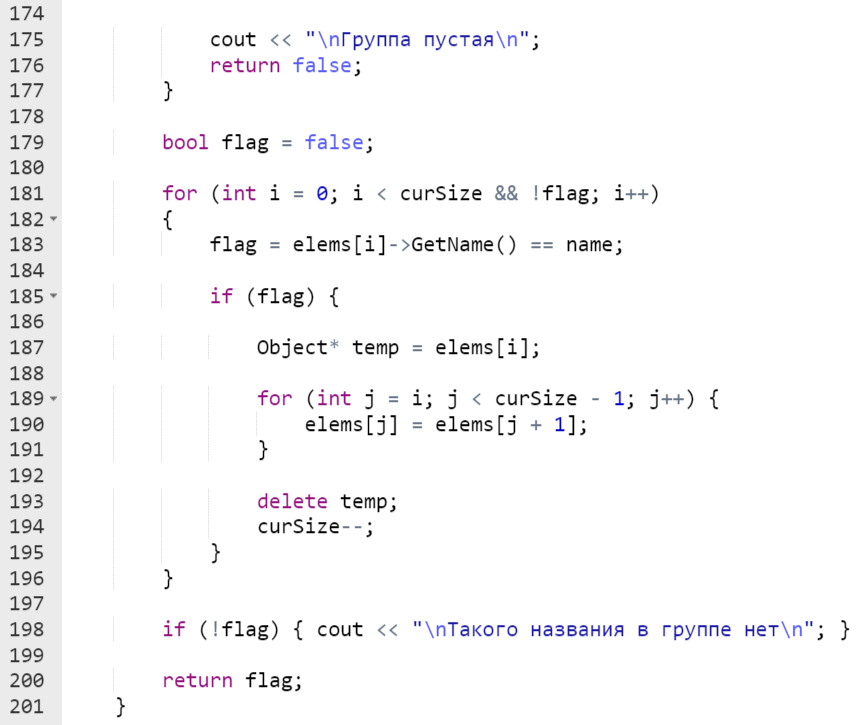 174
175 cout << "\nГруппа пустая\n";
176 return false;
177 }
178
179 bool flag = false;
180
181 for (int i = 0; i < curSize && !flag; i++)
182 {
183 flag = elems[i]->GetName() == name;
184
185 if (flag) {
186
187 Object* temp = elems[i];
188
189 for (int j = i; j < curSize - 1; j++) {
190 elems[j] = elems[j + 1];
191 }
192
193 delete temp;
194 curSize--;
195 }
196 }
197
198 if (!flag) { cout << "\nТакого названия в группе нет\n"; }
199
200 return flag;
201 }